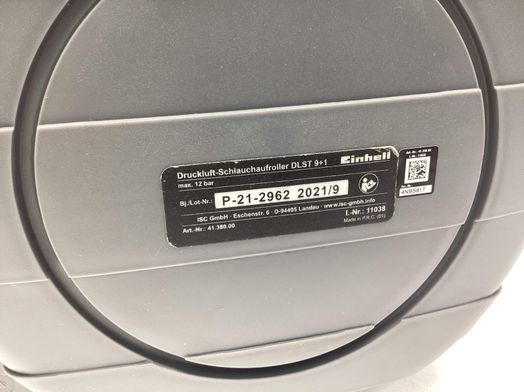 Druckluft-Schlauchaufroller DLST 9+1
Einhell
max. 12 bar
Bj./Lot-Nr.: P-21-2962 2021/9
ISC GmbH · Eschenstr. 6 · D-94405 Landau · www.isc-gmbh.info
Art.-Nr.: 41.380.00 I.-Nr.: 11038
Made in P.R.C. (01)
4NB5817